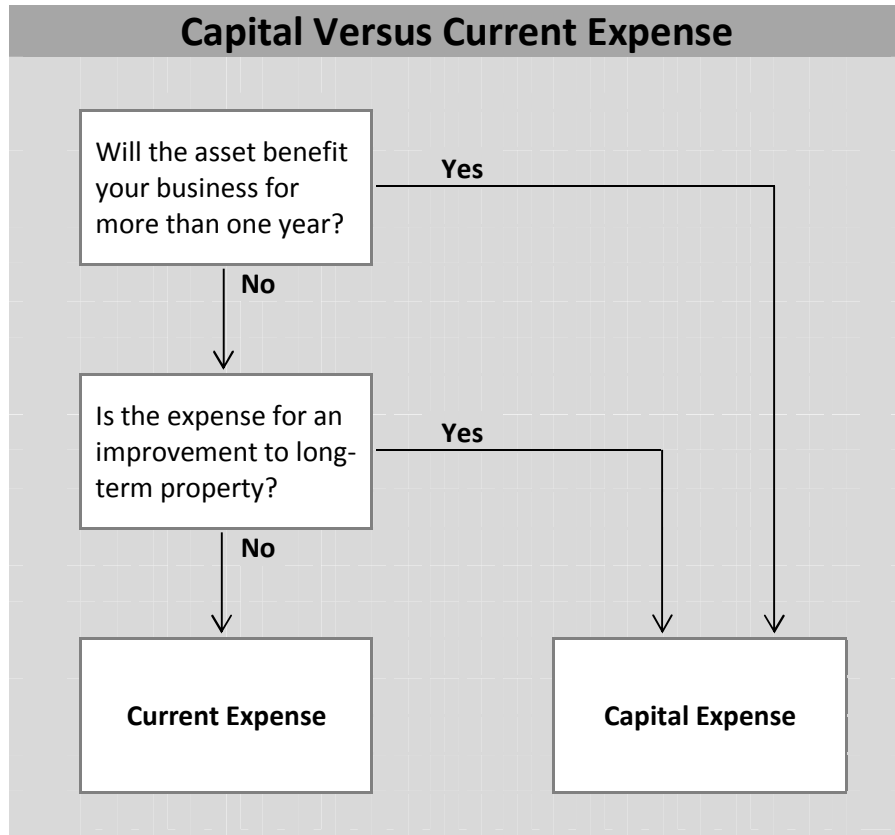 Capital Versus Current Expense
Will the asset benefit
your business for
more than one year?
Yes
No
Is the expense for an
improvement to long-
term property?
Yes
No
Current Expense
Capital Expense